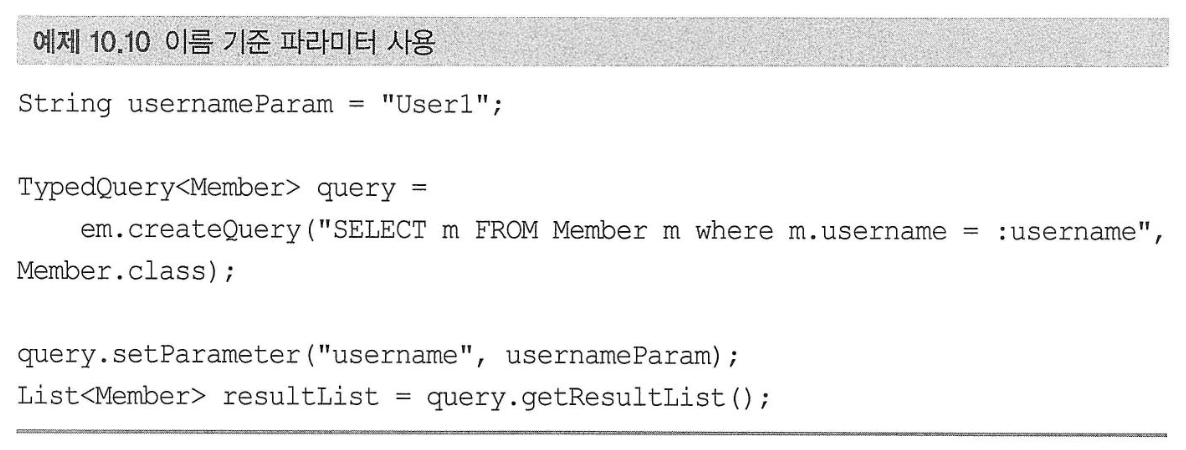 예제 10.10 이름 기준 파라미터 사용
String usernameParam = "User1";
TypedQuery<Member> query =
em.createQuery("SELECT m FROM Member m where m.username = :username",
Member.class);
query.setParameter("username", usernameParam);
List<Member> resultList = query.getResultList();